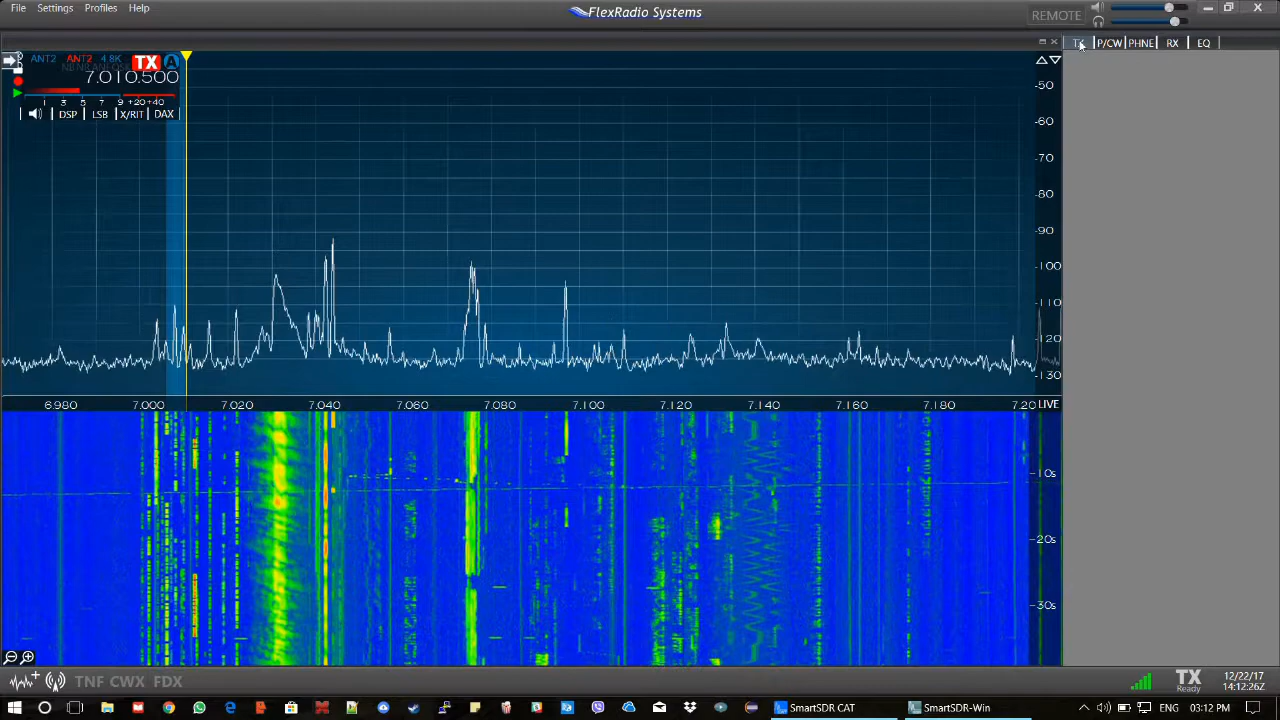 File Settings Profiles Help
FlexRadio Systems
REMOTE
TX P/CW PHNE RX EQ
ANT2 ANT2 4.8K TX A
7.010.500
1 3 5 7 9 +20 +40
DSP LSB X/RIT DAX
-50
-60
-70
-80
-90
-100
-110
-120
-130
6.980 7.000 7.020 7.040 7.060 7.080 7.100 7.120 7.140 7.160 7.180 7.20 LIVE
10s
20s
30s
TNF CWX FDX
TX
Ready
12/22/17
14:12:26Z
SmartSDR CAT
SmartSDR-Win
ENG 03:12 PM